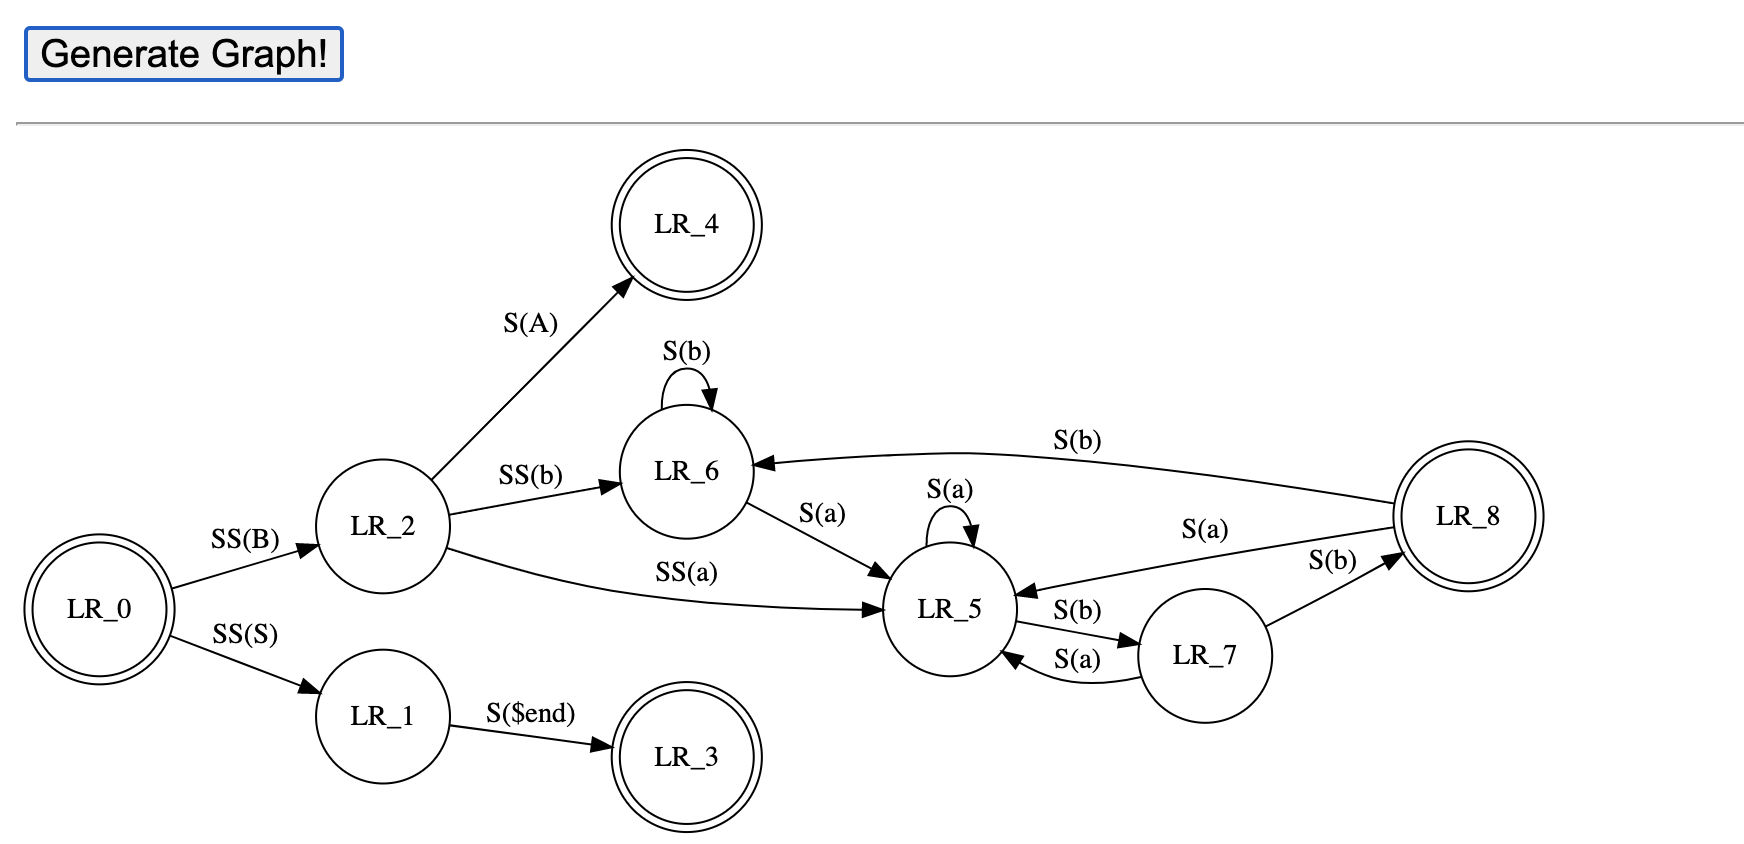 Generate Graph!
LR_4
S(A)
S(b)
S(b)
LR_6
SS(b)
S(a)
S(a)
LR_8
LR_2
S(a)
SS(B)
S(b)
SS(a)
LR_0
LR_5
S(b)
SS(S)
S(a)
LR_7
LR_1
S($end)
LR_3